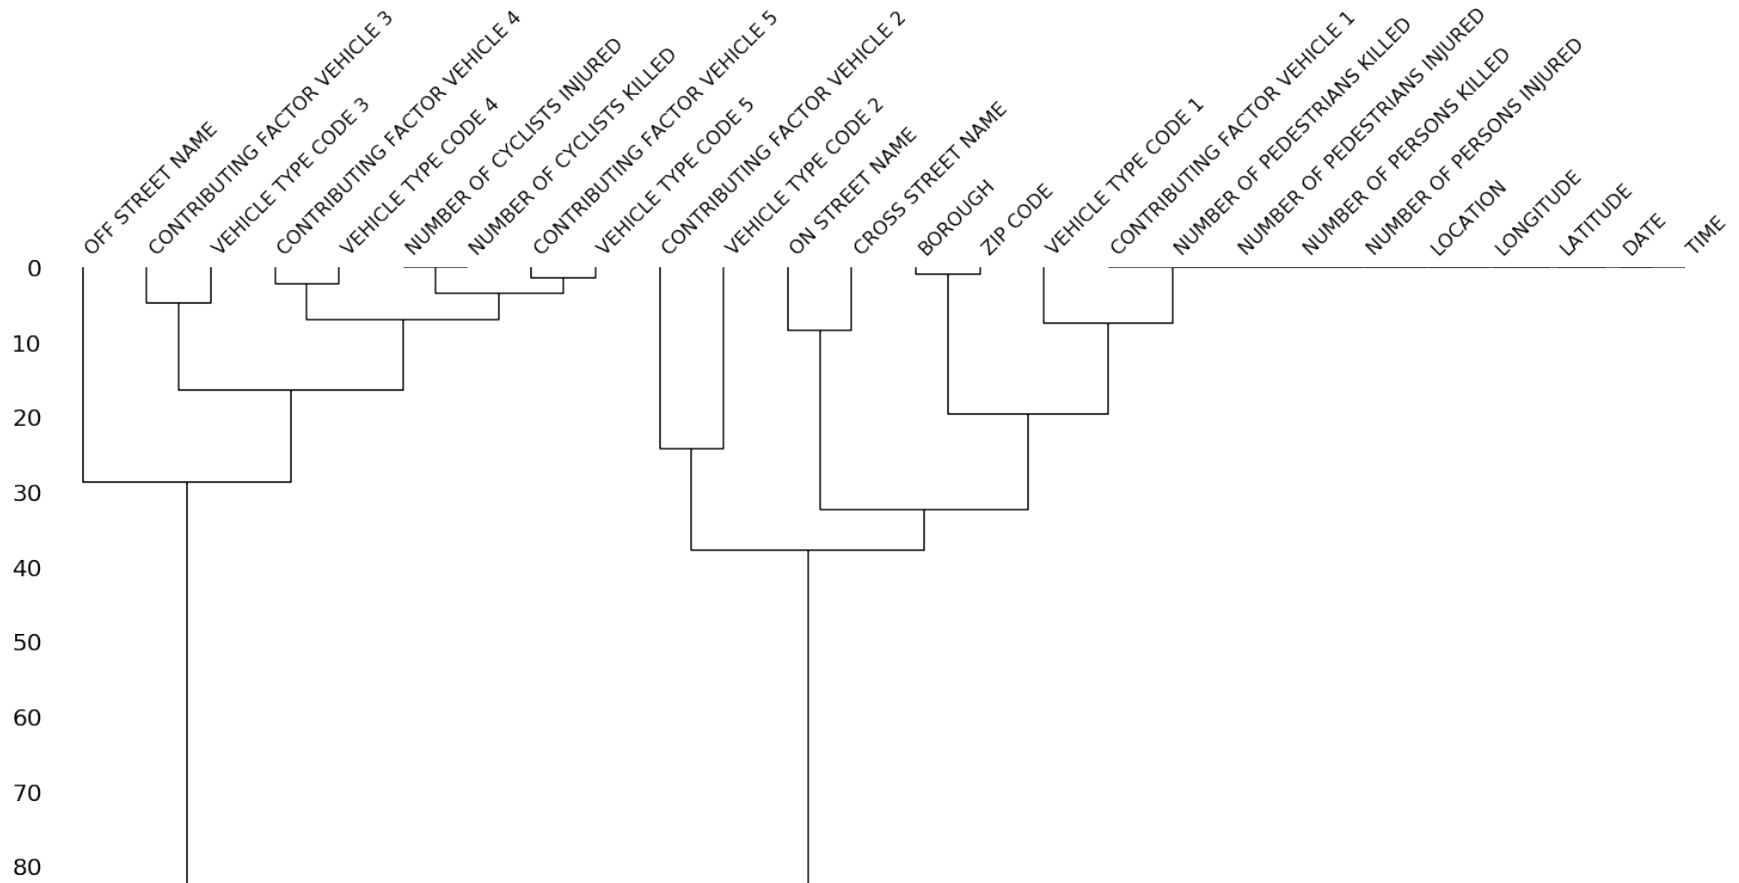 OFF STREET NAME
CONTRIBUTING FACTOR VEHICLE 3
VEHICLE TYPE CODE 3
CONTRIBUTING FACTOR VEHICLE 4
VEHICLE TYPE CODE 4
NUMBER OF CYCLISTS INJURED
NUMBER OF CYCLISTS KILLED
CONTRIBUTING FACTOR VEHICLE 5
VEHICLE TYPE CODE 5
CONTRIBUTING FACTOR VEHICLE 2
VEHICLE TYPE CODE 2
ON STREET NAME
CROSS STREET NAME
BOROUGH
ZIP CODE
VEHICLE TYPE CODE 1
CONTRIBUTING FACTOR VEHICLE 1
NUMBER OF PEDESTRIANS KILLED
NUMBER OF PEDESTRIANS INJURED
NUMBER OF PERSONS KILLED
NUMBER OF PERSONS INJURED
LOCATION
LONGITUDE
LATITUDE
DATE
TIME
0
10
20
30
40
50
60
70
80